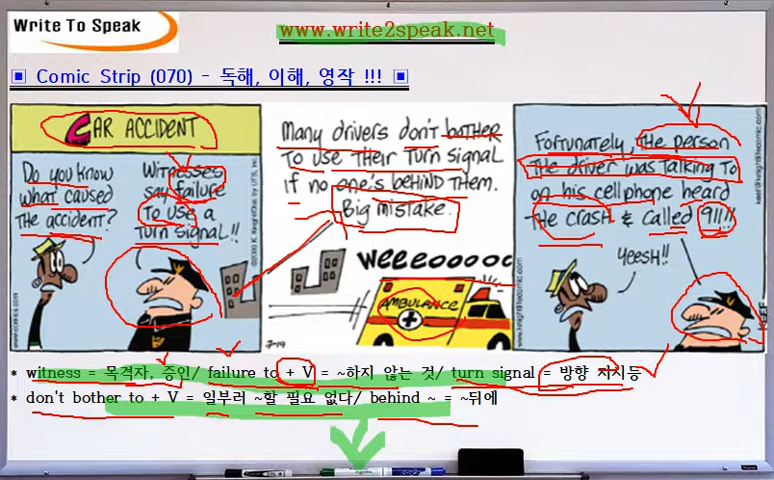 Write To Speak
www.write2speak.net
▣ Comic Strip (070) - 독해, 이해, 영작 !!! ▣
CAR ACCIDENT
Do you know
what caused
the accident?
Witnesses
say failure
to use a
turn signal!!
Many drivers don't bother
to use their turn signal
if no one's behind them.
Big mistake.
Weeeooooc
AMBULANCE
7-19
Fortunately, the person
the driver was talking to
on his cellphone heard
the crash & called 911!!
Yeesh!!
KEEF
* witness = 목격자, 증인/ failure to + V = ~하지 않는 것/ turn signal = 방향 지시등
* don't bother to + V = 일부러 ~할 필요 없다/ behind ~ = ~뒤에